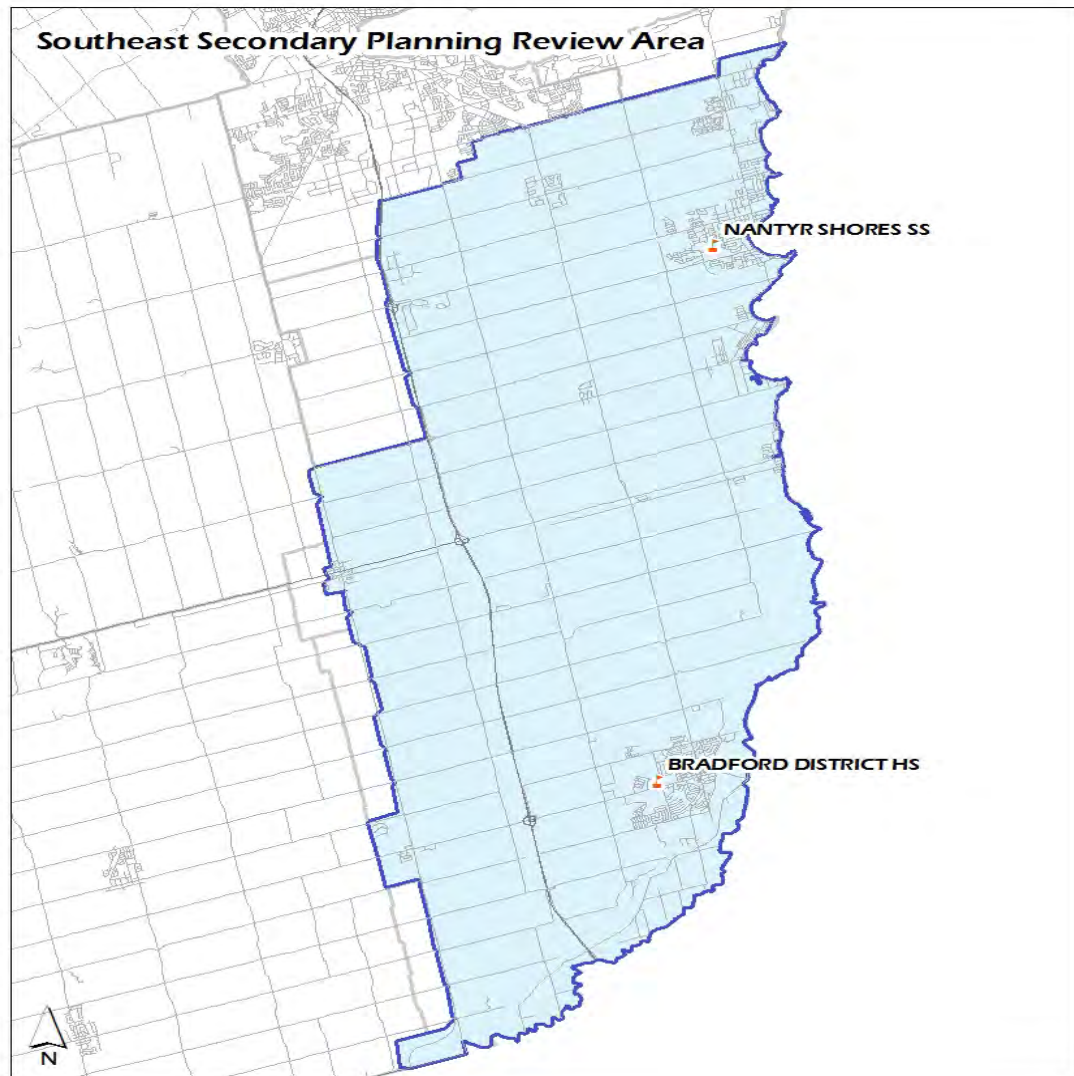 Southeast Secondary Planning Review Area
NANTYR SHORES SS
BRADFORD DISTRICT HS
N